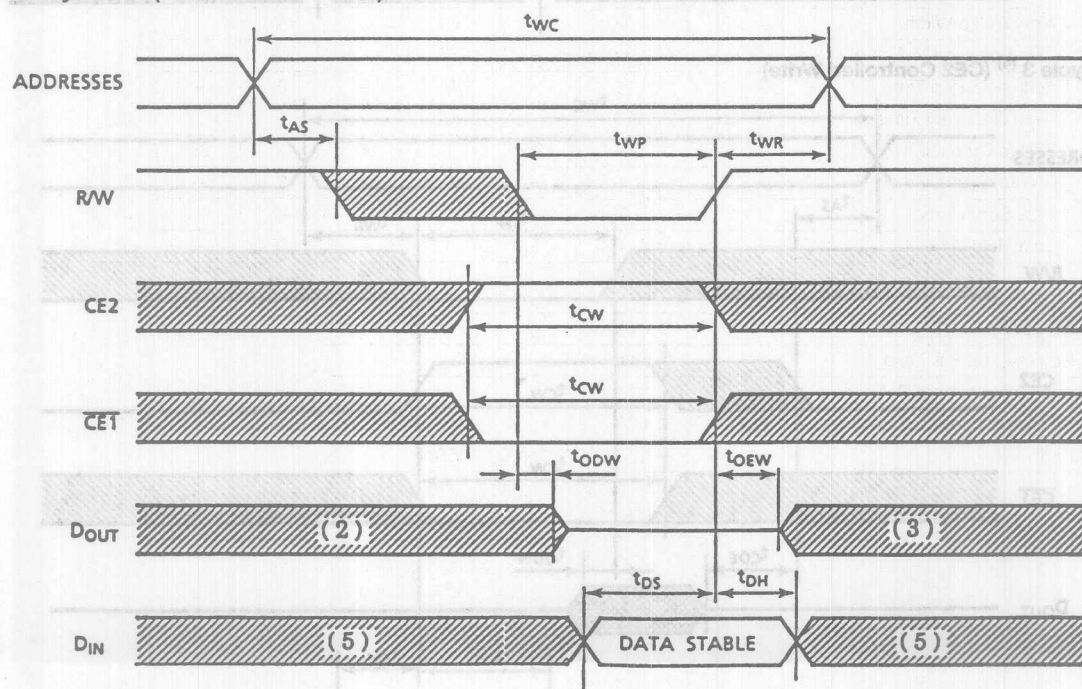 tWC
ADDRESSES
tAS
tWP
tWR
R/W
CE2
tCW
CE1
tCW
tODW
tOEW
DOUT
(2)
(3)
tDS
tDH
DIN
(5)
DATA STABLE
(5)